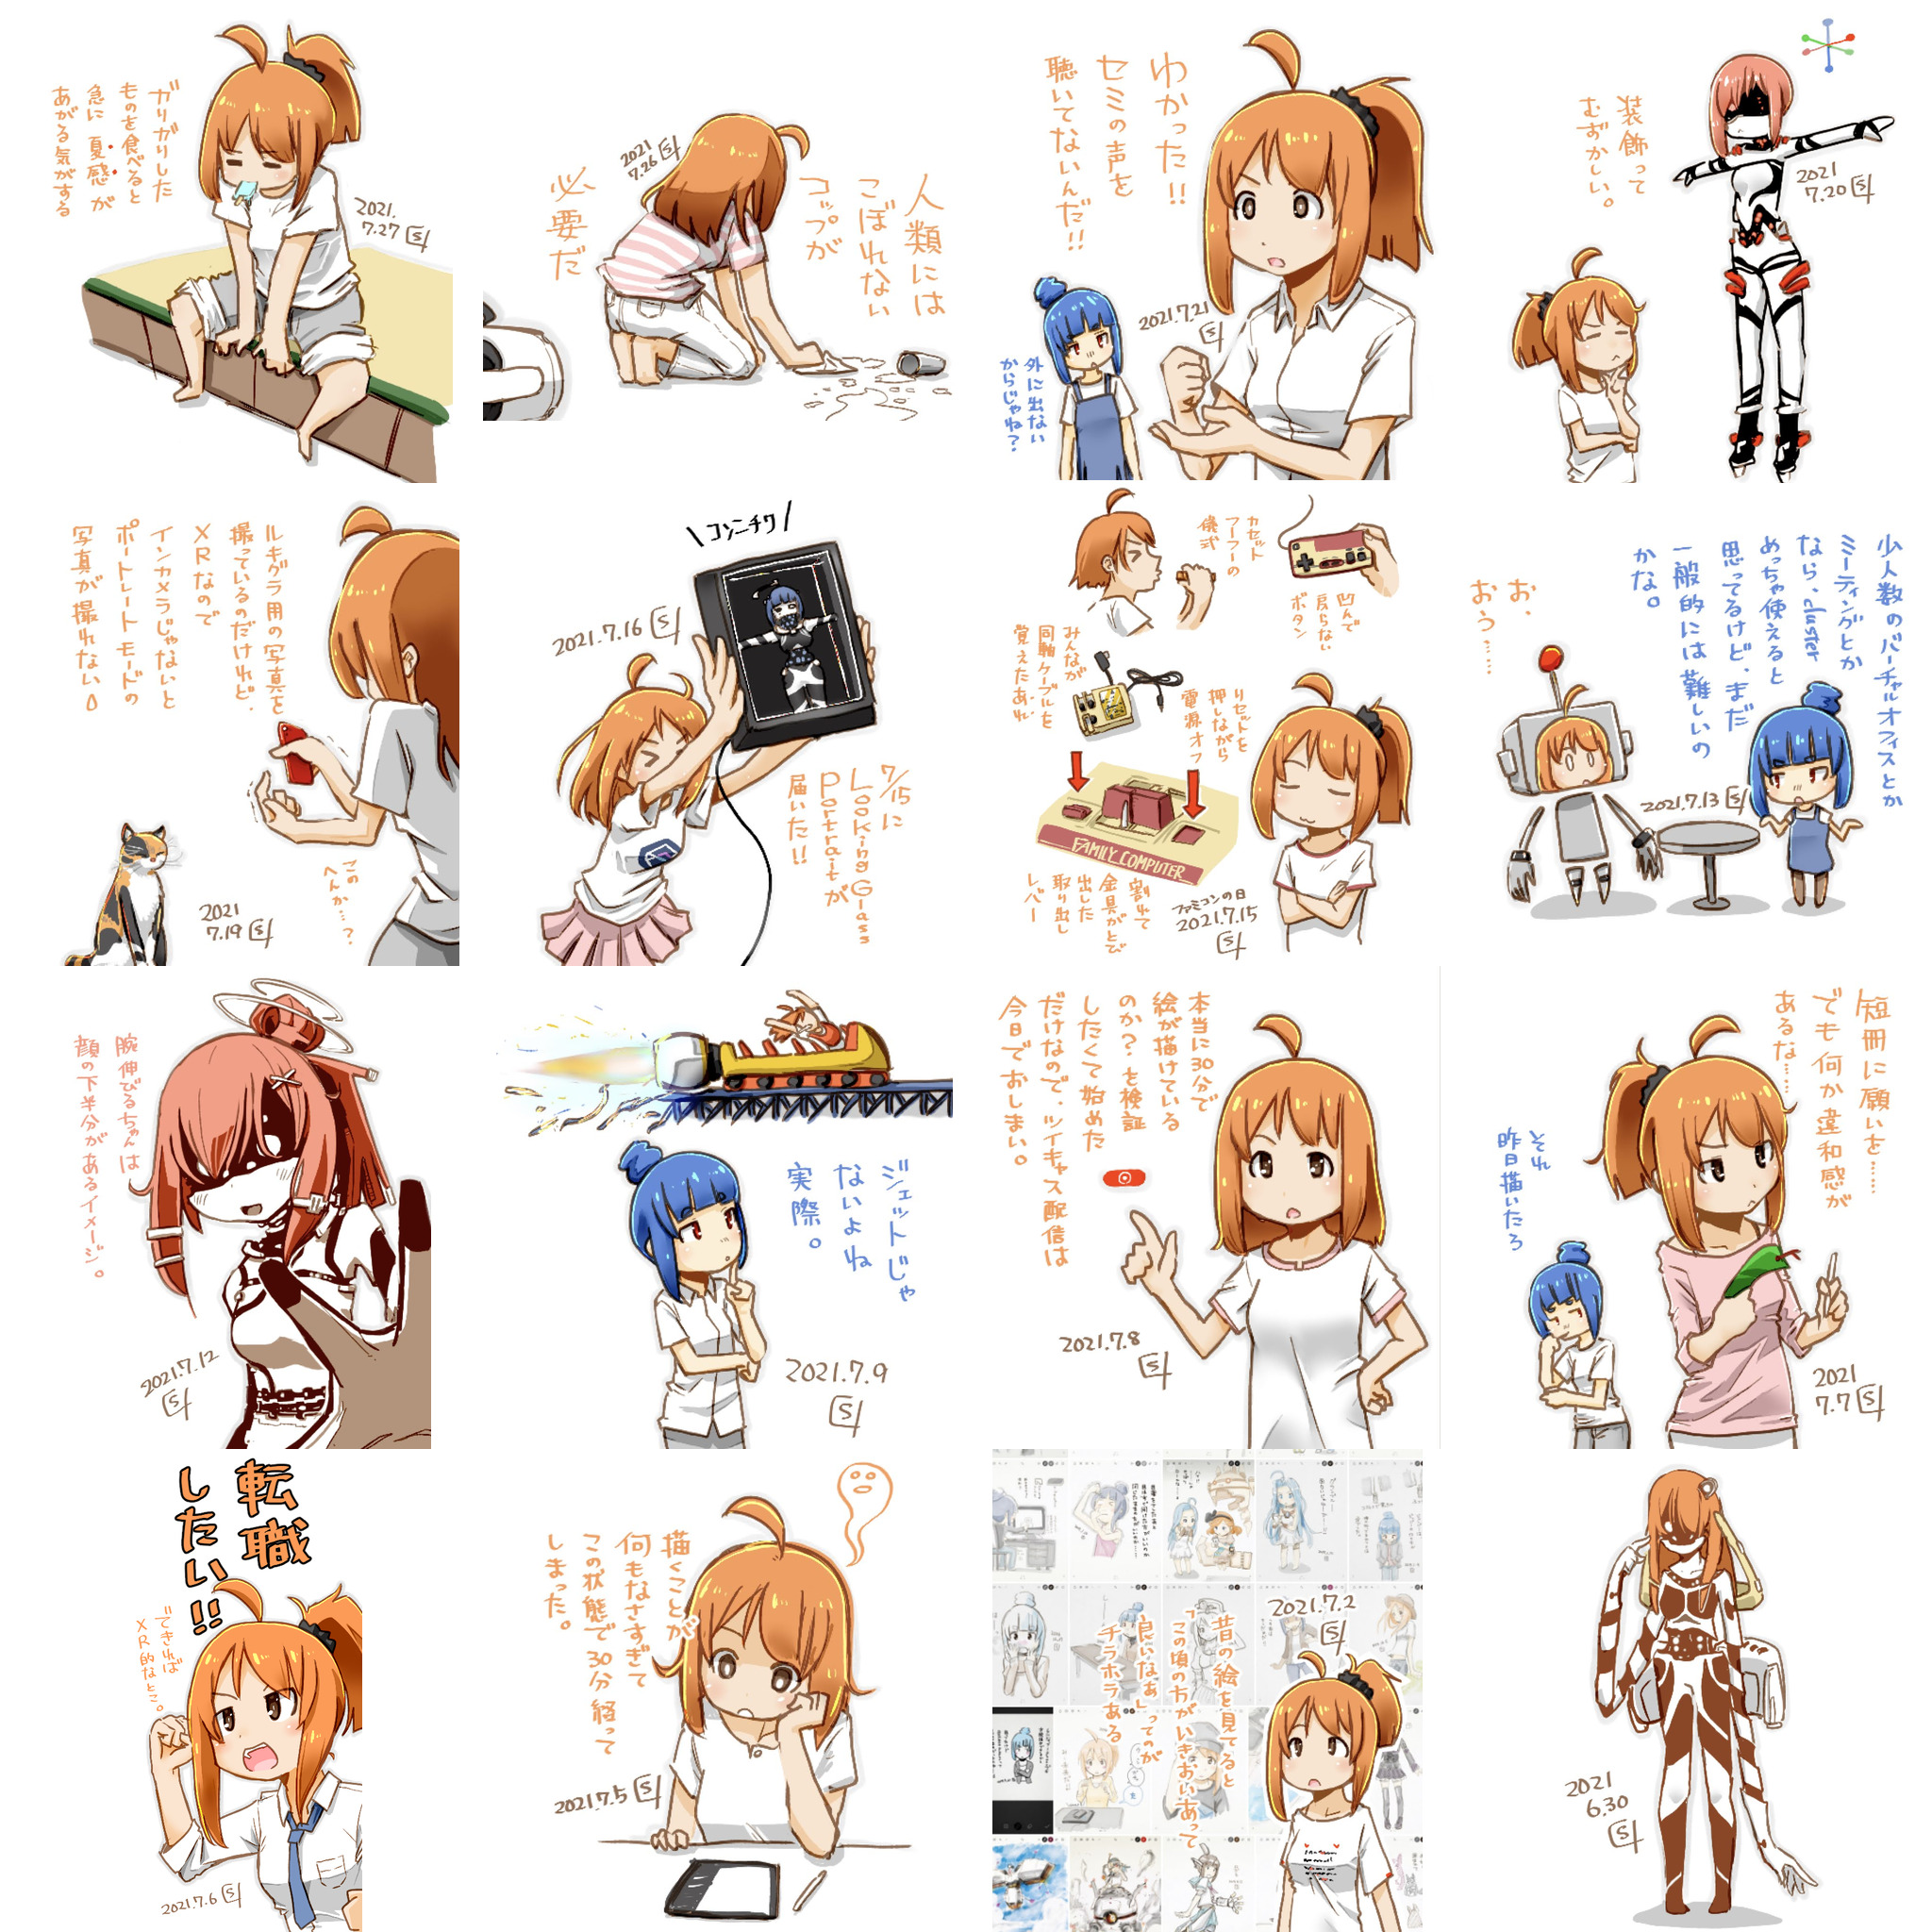 ガリガリした
ものを食べると
急に夏感が
あがる気がする
2021.
7.27
2021
7.26
人類には
こぼれない
コップが
必要だ
わかった!!
セミの声を
聴いてないんだ!!
2021.7.21
外に出ない
からじゃね?
装飾って
むずかしい。
2021
7.20
ルキグラ用の写真を
撮っているのだけれど、
XRなので
インカメラじゃないと
ポートレートモードの
写真が撮れない
このへんか…?
2021
7.19
\コンニチワ/
2021.7.16
7/15に
Looking Glass
Portraitが
届いた!!
カセット
フーフーの
儀式
凹んで
戻らない
ボタン
みんなが
同軸ケーブルを
覚えたあれ
リセットを
押しながら
電源オフ
FAMILY COMPUTER
割れて
金具がとび
出した
取り出し
レバー
ファミコンの日
2021.7.15
少人数のバーチャルオフィスとか
ミーティングとか
なら、cluster
めっちゃ使えると
思ってるけど、まだ
一般的には難しいの
かな。
お、
おう……
2021.7.13
腕伸びるちゃんは
顔の下半分があるイメージ。
2021.7.12
ジェットじゃ
ないよね
実際。
2021.7.9
本当に30分で
絵が描けている
のか?を検証
したくて始めた
だけなので、ツイキャス配信は
今日でおしまい。
2021.7.8
短冊に願いを……
でも何か違和感が
あるな……
それ
昨日描いたろ
2021
7.7
転職
したい!!
できれば
XR的なとこ。
2021.7.6
描くことが
何もなさすぎて
この状態で30分経って
しまった。
2021.7.5
2021.7.2
昔の絵を見てると
「この頃の方がいきおいあって
良いなぁ」ってのが
チラホラある
2021
6.30